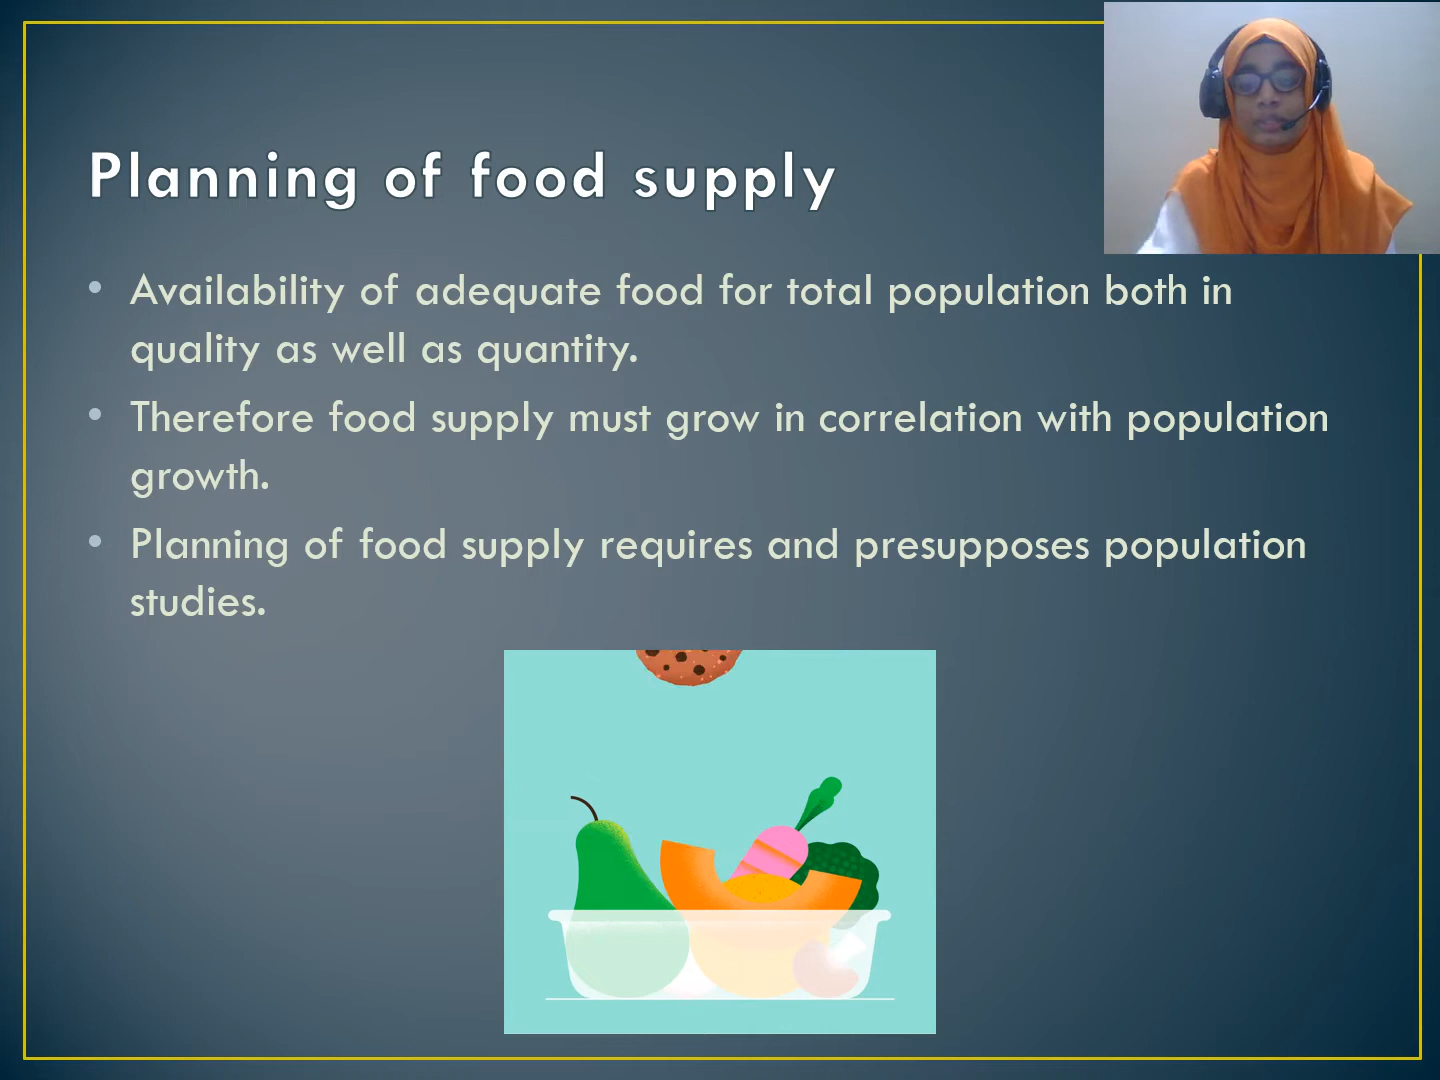 Planning of food supply
• Availability of adequate food for total population both in
quality as well as quantity.
• Therefore food supply must grow in correlation with population
growth.
• Planning of food supply requires and presupposes population
studies.